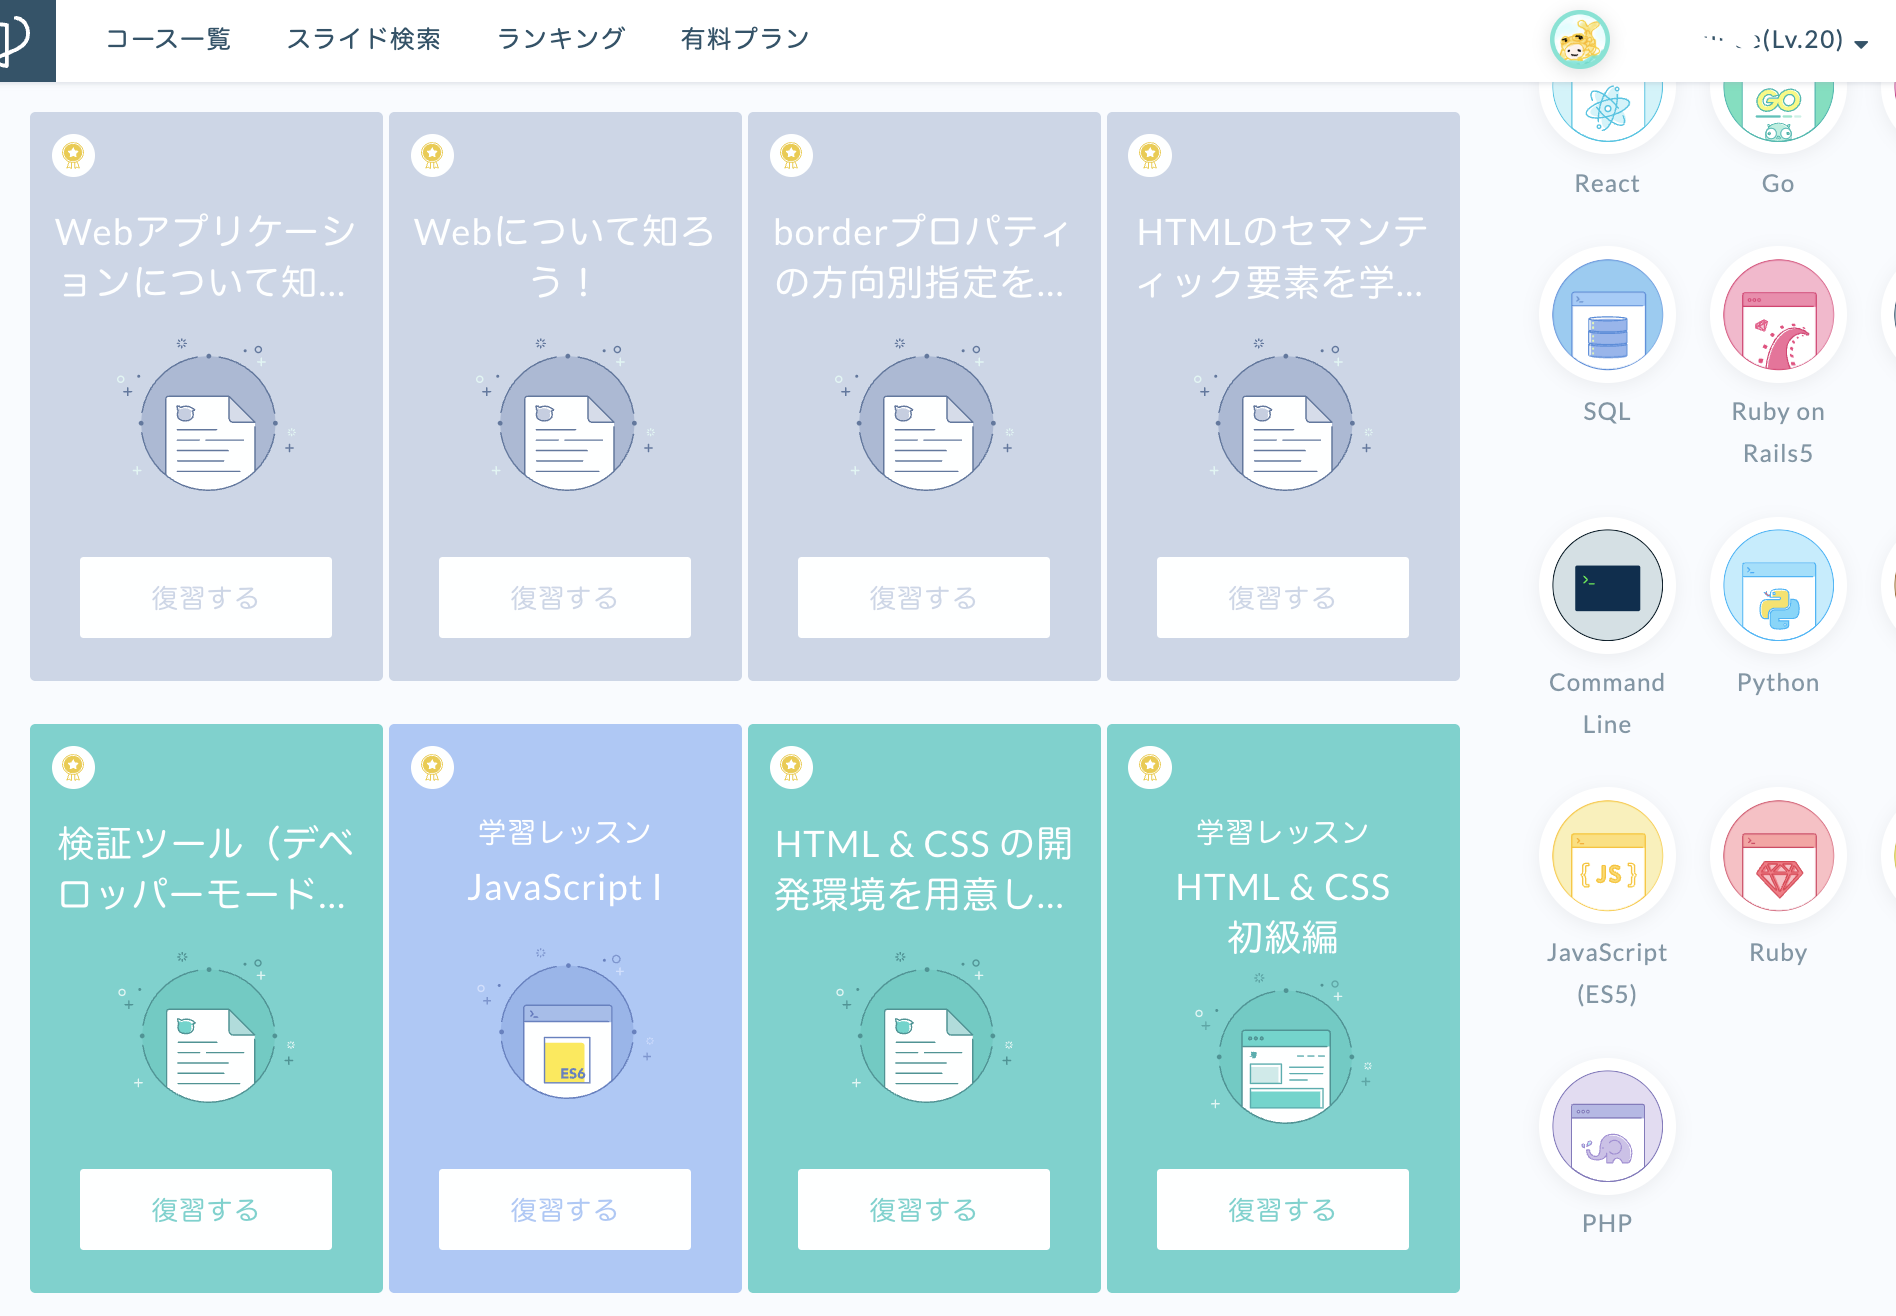 コース一覧
スライド検索
ランキング
有料プラン
(Lv.20)
Webアプリケーシ
ョンについて知...
復習する
Webについて知ろ
う！
復習する
borderプロパティ
の方向別指定を...
復習する
HTMLのセマンテ
ィック要素を学...
復習する
検証ツール（デベ
ロッパーモード...
復習する
学習レッスン
JavaScript I
ES6
復習する
HTML & CSS の開
発環境を用意し...
復習する
学習レッスン
HTML & CSS
初級編
復習する
React
GO
Go
SQL
Ruby on
Rails5
Command
Line
Python
{ JS }
JavaScript
(ES5)
Ruby
PHP